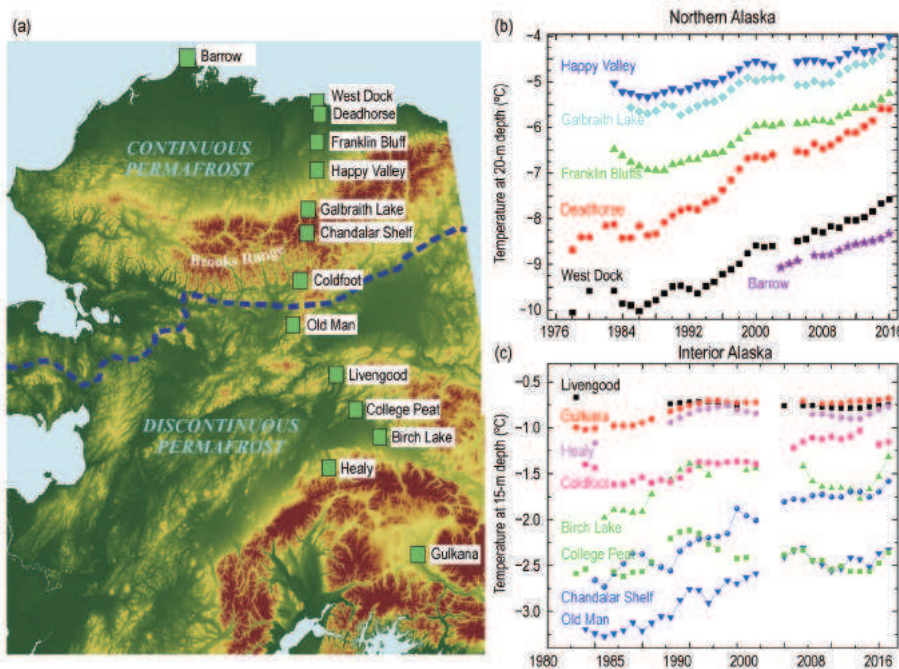 (a)
Barrow
West Dock
Deadhorse
CONTINUOUS
PERMAFROST
Franklin Bluff
Happy Valley
Galbraith Lake
Chandalar Shelf
Brooks Range
Coldfoot
Old Man
Livengood
College Peat
DISCONTINUOUS
PERMAFROST
Birch Lake
Healy
Gulkana
(b)
Northern Alaska
Temperature at 20-m depth (°C)
−4
−5
−6
−7
−8
−9
−10
Happy Valley
Galbraith Lake
Franklin Bluffs
Deadhorse
West Dock
Barrow
1976 1984 1992 2000 2008 2016
(c)
Interior Alaska
Temperature at 15-m depth (°C)
−0.5
−1.0
−1.5
−2.0
−2.5
−3.0
Livengood
Gulkana
Healy
Coldfoot
Birch Lake
College Peat
Chandalar Shelf
Old Man
1980 1985 1990 2000 2008 2016